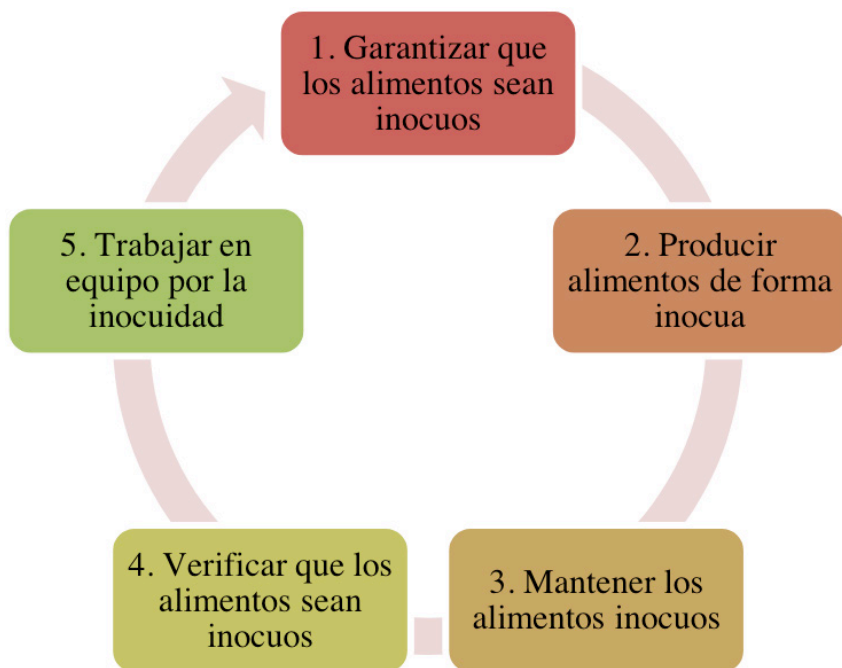 1. Garantizar que
los alimentos sean
inocuos
2. Producir
alimentos de forma
inocua
3. Mantener los
alimentos inocuos
4. Verificar que los
alimentos sean
inocuos
5. Trabajar en
equipo por la
inocuidad